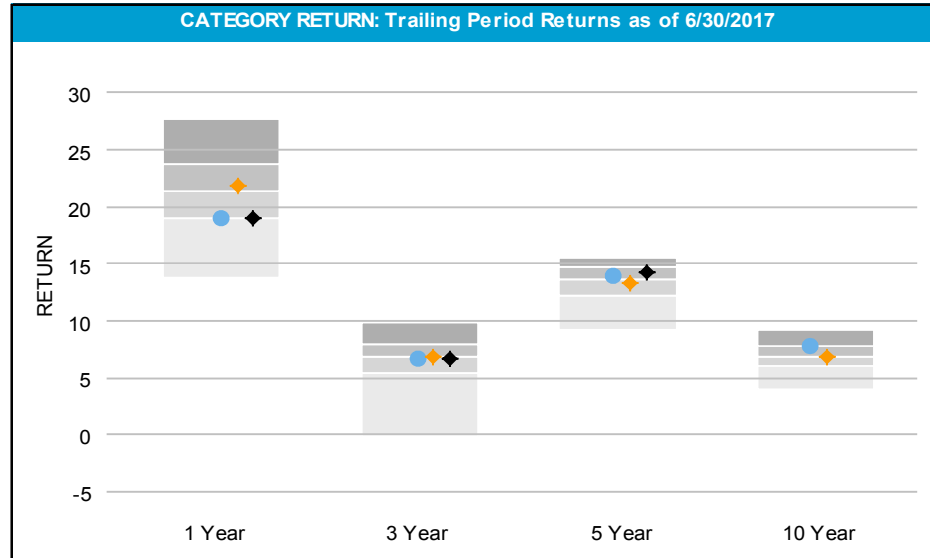 CATEGORY RETURN: Trailing Period Returns as of 6/30/2017
30
25
20
15
10
5
0
-5
RETURN
1 Year
3 Year
5 Year
10 Year